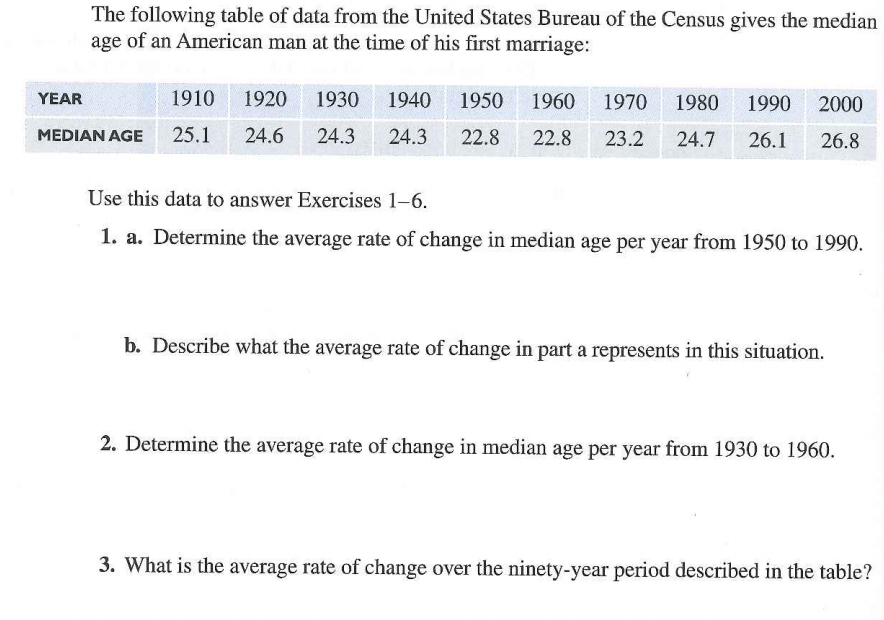 The following table of data from the United States Bureau of the Census gives the median
age of an American man at the time of his first marriage:
YEAR 1910 1920 1930 1940 1950 1960 1970 1980 1990 2000
MEDIAN AGE 25.1 24.6 24.3 24.3 22.8 22.8 23.2 24.7 26.1 26.8
Use this data to answer Exercises 1–6.
1. a. Determine the average rate of change in median age per year from 1950 to 1990.
b. Describe what the average rate of change in part a represents in this situation.
2. Determine the average rate of change in median age per year from 1930 to 1960.
3. What is the average rate of change over the ninety-year period described in the table?